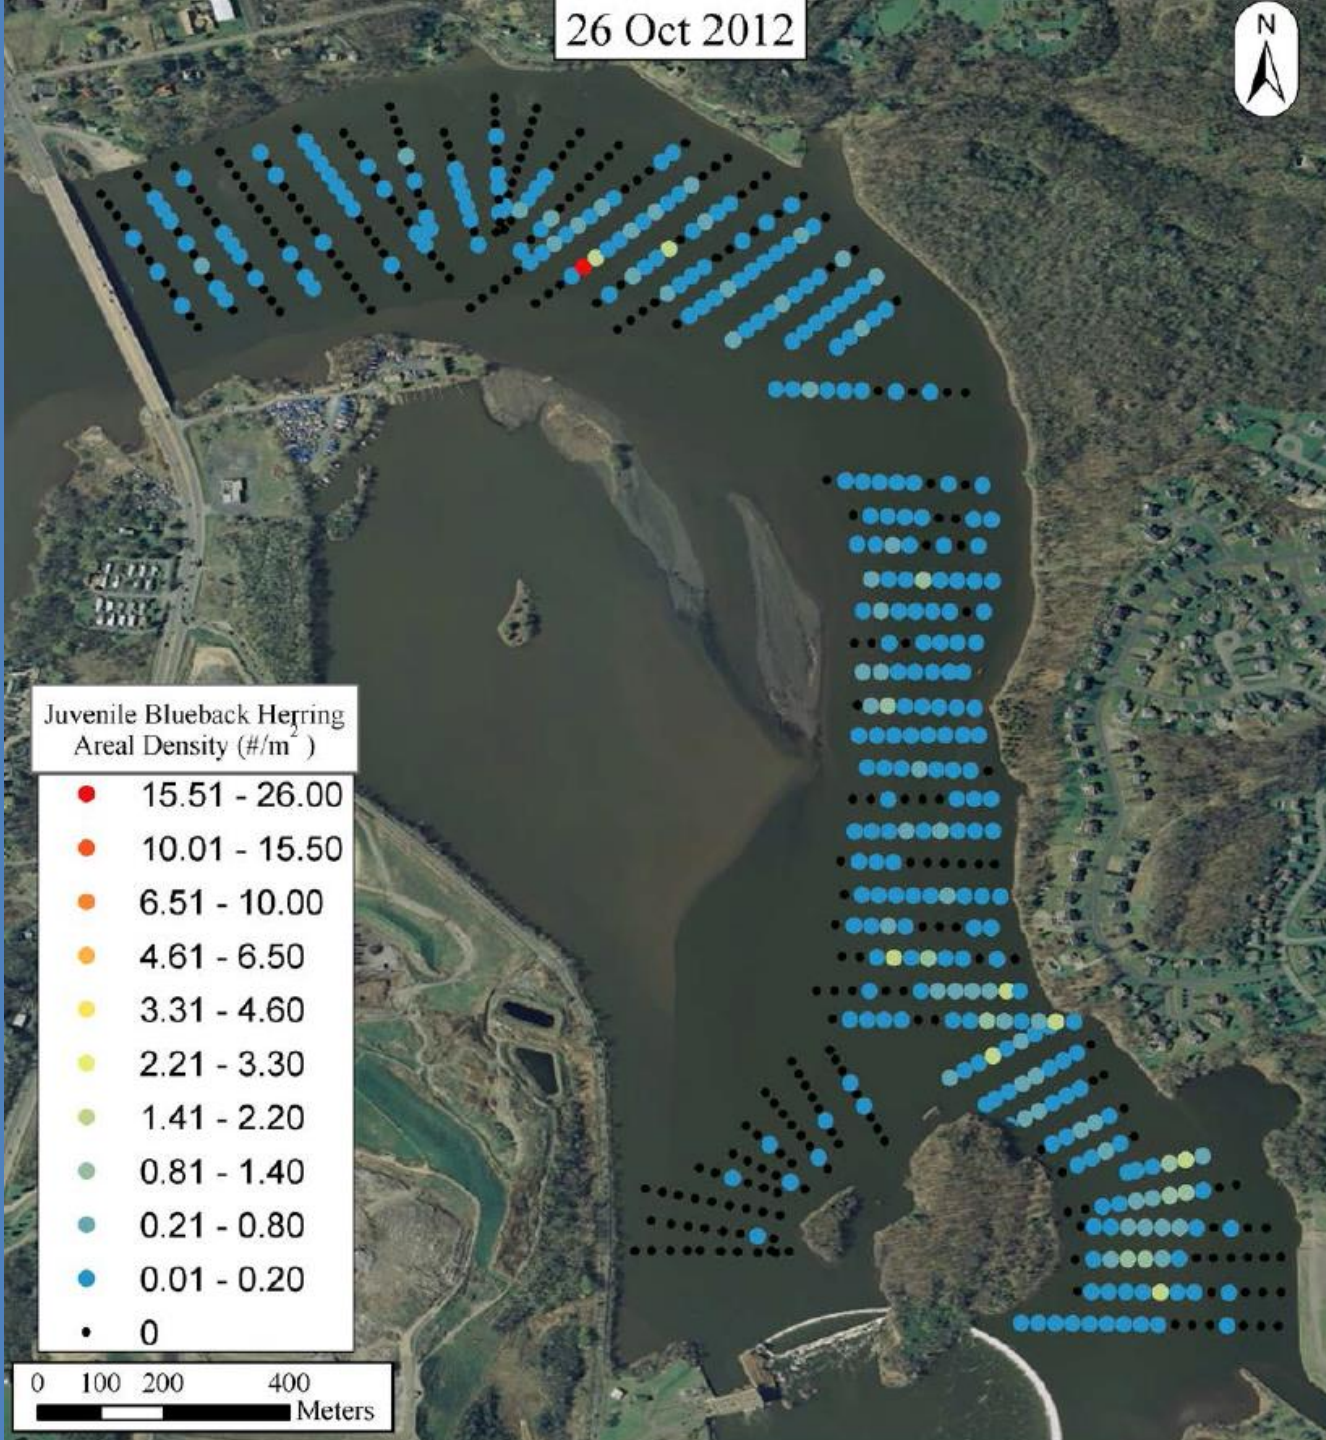 26 Oct 2012
N
Juvenile Blueback Herring
Areal Density (#/m²)
15.51 - 26.00
10.01 - 15.50
6.51 - 10.00
4.61 - 6.50
3.31 - 4.60
2.21 - 3.30
1.41 - 2.20
0.81 - 1.40
0.21 - 0.80
0.01 - 0.20
0
0 100 200 400
Meters